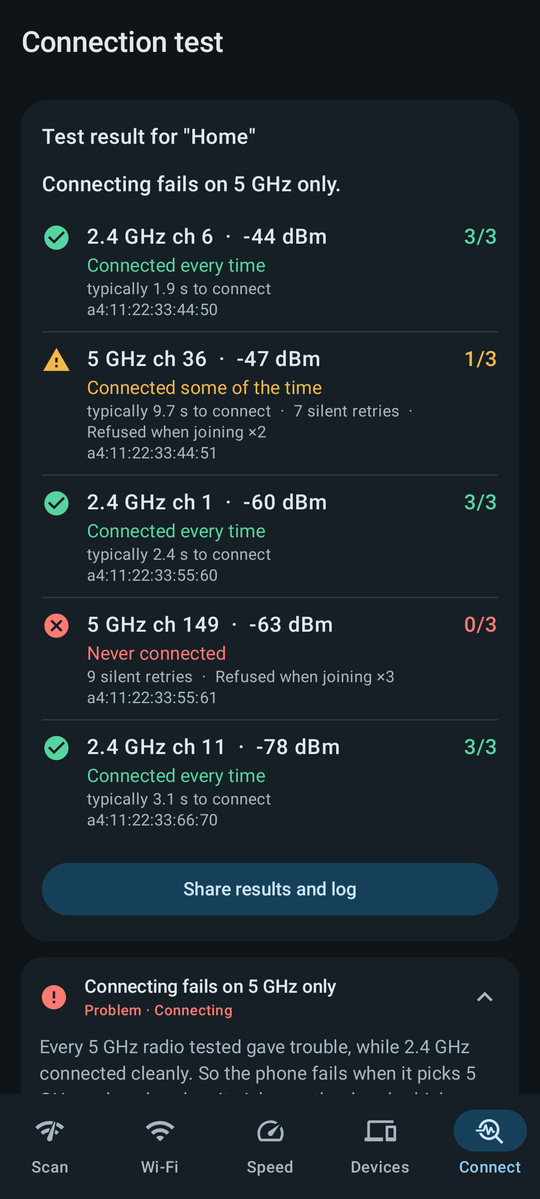 Connection test
Test result for "Home"
Connecting fails on 5 GHz only.
2.4 GHz ch 6 · -44 dBm 3/3
Connected every time
typically 1.9 s to connect
a4:11:22:33:44:50
5 GHz ch 36 · -47 dBm 1/3
Connected some of the time
typically 9.7 s to connect · 7 silent retries ·
Refused when joining ×2
a4:11:22:33:44:51
2.4 GHz ch 1 · -60 dBm 3/3
Connected every time
typically 2.4 s to connect
a4:11:22:33:55:60
5 GHz ch 149 · -63 dBm 0/3
Never connected
9 silent retries · Refused when joining ×3
a4:11:22:33:55:61
2.4 GHz ch 11 · -78 dBm 3/3
Connected every time
typically 3.1 s to connect
a4:11:22:33:66:70
Share results and log
Connecting fails on 5 GHz only
Problem · Connecting
Every 5 GHz radio tested gave trouble, while 2.4 GHz
connected cleanly. So the phone fails when it picks 5
Scan Wi-Fi Speed Devices Connect